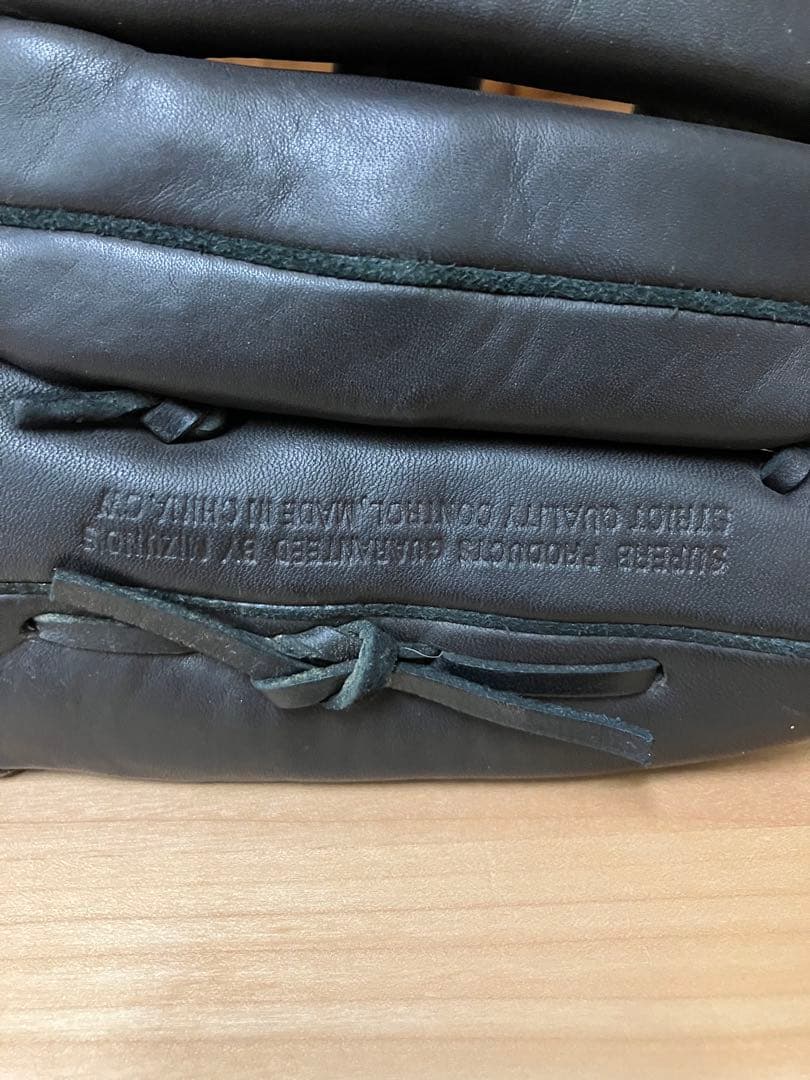 SUPERB PRODUCTS GUARANTEED BY MIZUNO'S
STRICT QUALITY CONTROL, MADE IN CHINA.